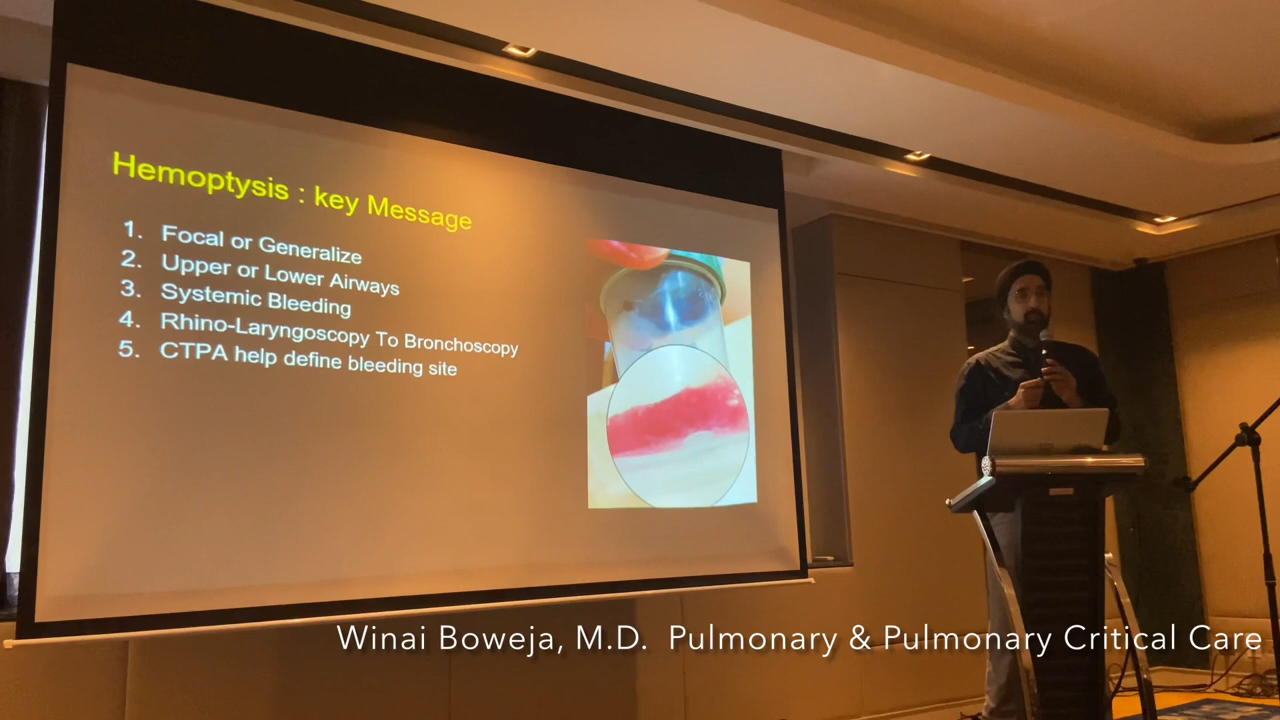 Hemoptysis : key Message
1. Focal or Generalize
2. Upper or Lower Airways
3. Systemic Bleeding
4. Rhino-Laryngoscopy To Bronchoscopy
5. CTPA help define bleeding site
Winai Boweja, M.D. Pulmonary & Pulmonary Critical Care